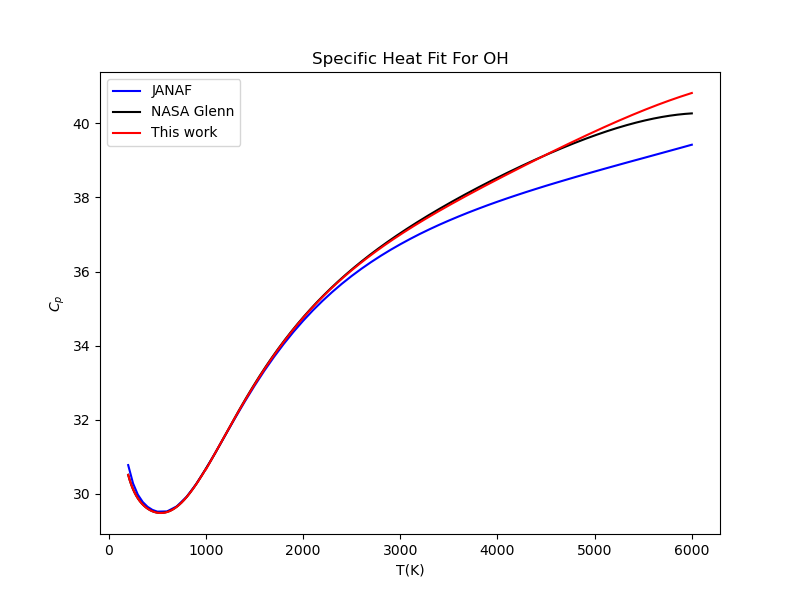 Specific Heat Fit For OH
JANAF
NASA Glenn
This work
40
38
36
34
32
30
C_p
0 1000 2000 3000 4000 5000 6000
T(K)